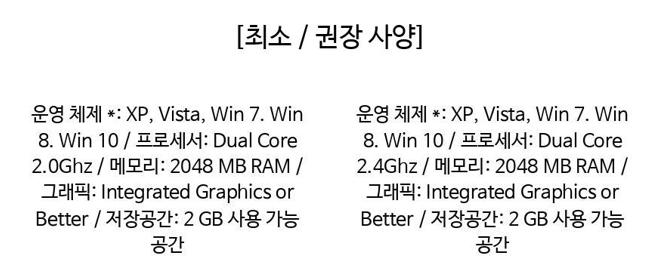 [최소 / 권장 사양]
운영 체제 *: XP, Vista, Win 7. Win
8. Win 10 / 프로세서: Dual Core
2.0Ghz / 메모리: 2048 MB RAM /
그래픽: Integrated Graphics or
Better / 저장공간: 2 GB 사용 가능
공간
운영 체제 *: XP, Vista, Win 7. Win
8. Win 10 / 프로세서: Dual Core
2.4Ghz / 메모리: 2048 MB RAM /
그래픽: Integrated Graphics or
Better / 저장공간: 2 GB 사용 가능
공간